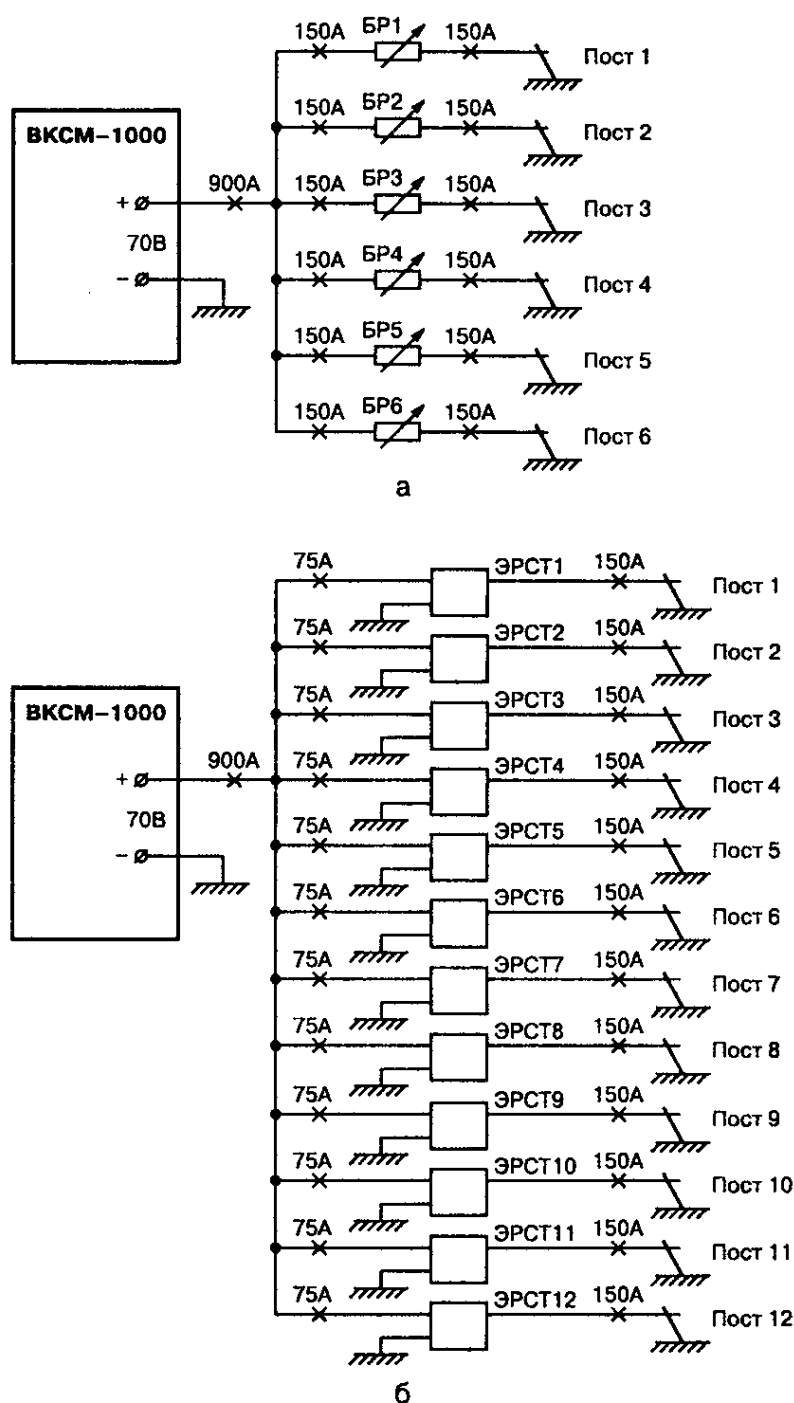 150А БР1 150А Пост 1
150А БР2 150А Пост 2
ВКСМ–1000
900А 150А БР3 150А Пост 3
+
70В
150А БР4 150А Пост 4
–
150А БР5 150А Пост 5
150А БР6 150А Пост 6
а
75А ЭРСТ1 150А Пост 1
75А ЭРСТ2 150А Пост 2
ВКСМ–1000
75А ЭРСТ3 150А Пост 3
900А 75А ЭРСТ4 150А Пост 4
+
70В
75А ЭРСТ5 150А Пост 5
–
75А ЭРСТ6 150А Пост 6
75А ЭРСТ7 150А Пост 7
75А ЭРСТ8 150А Пост 8
75А ЭРСТ9 150А Пост 9
75А ЭРСТ10 150А Пост 10
75А ЭРСТ11 150А Пост 11
75А ЭРСТ12 150А Пост 12
б